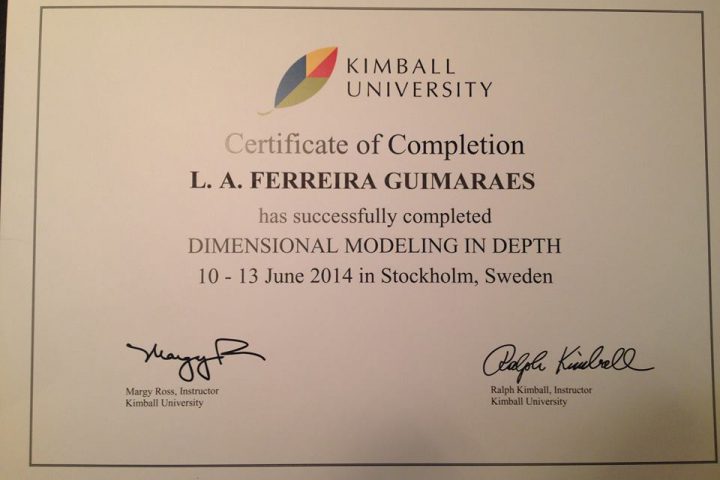 KIMBALL
UNIVERSITY
Certificate of Completion
L. A. FERREIRA GUIMARAES
has successfully completed
DIMENSIONAL MODELING IN DEPTH
10 - 13 June 2014 in Stockholm, Sweden
Margy R
Ralph Kimball
Margy Ross, Instructor
Ralph Kimball, Instructor
Kimball University
Kimball University